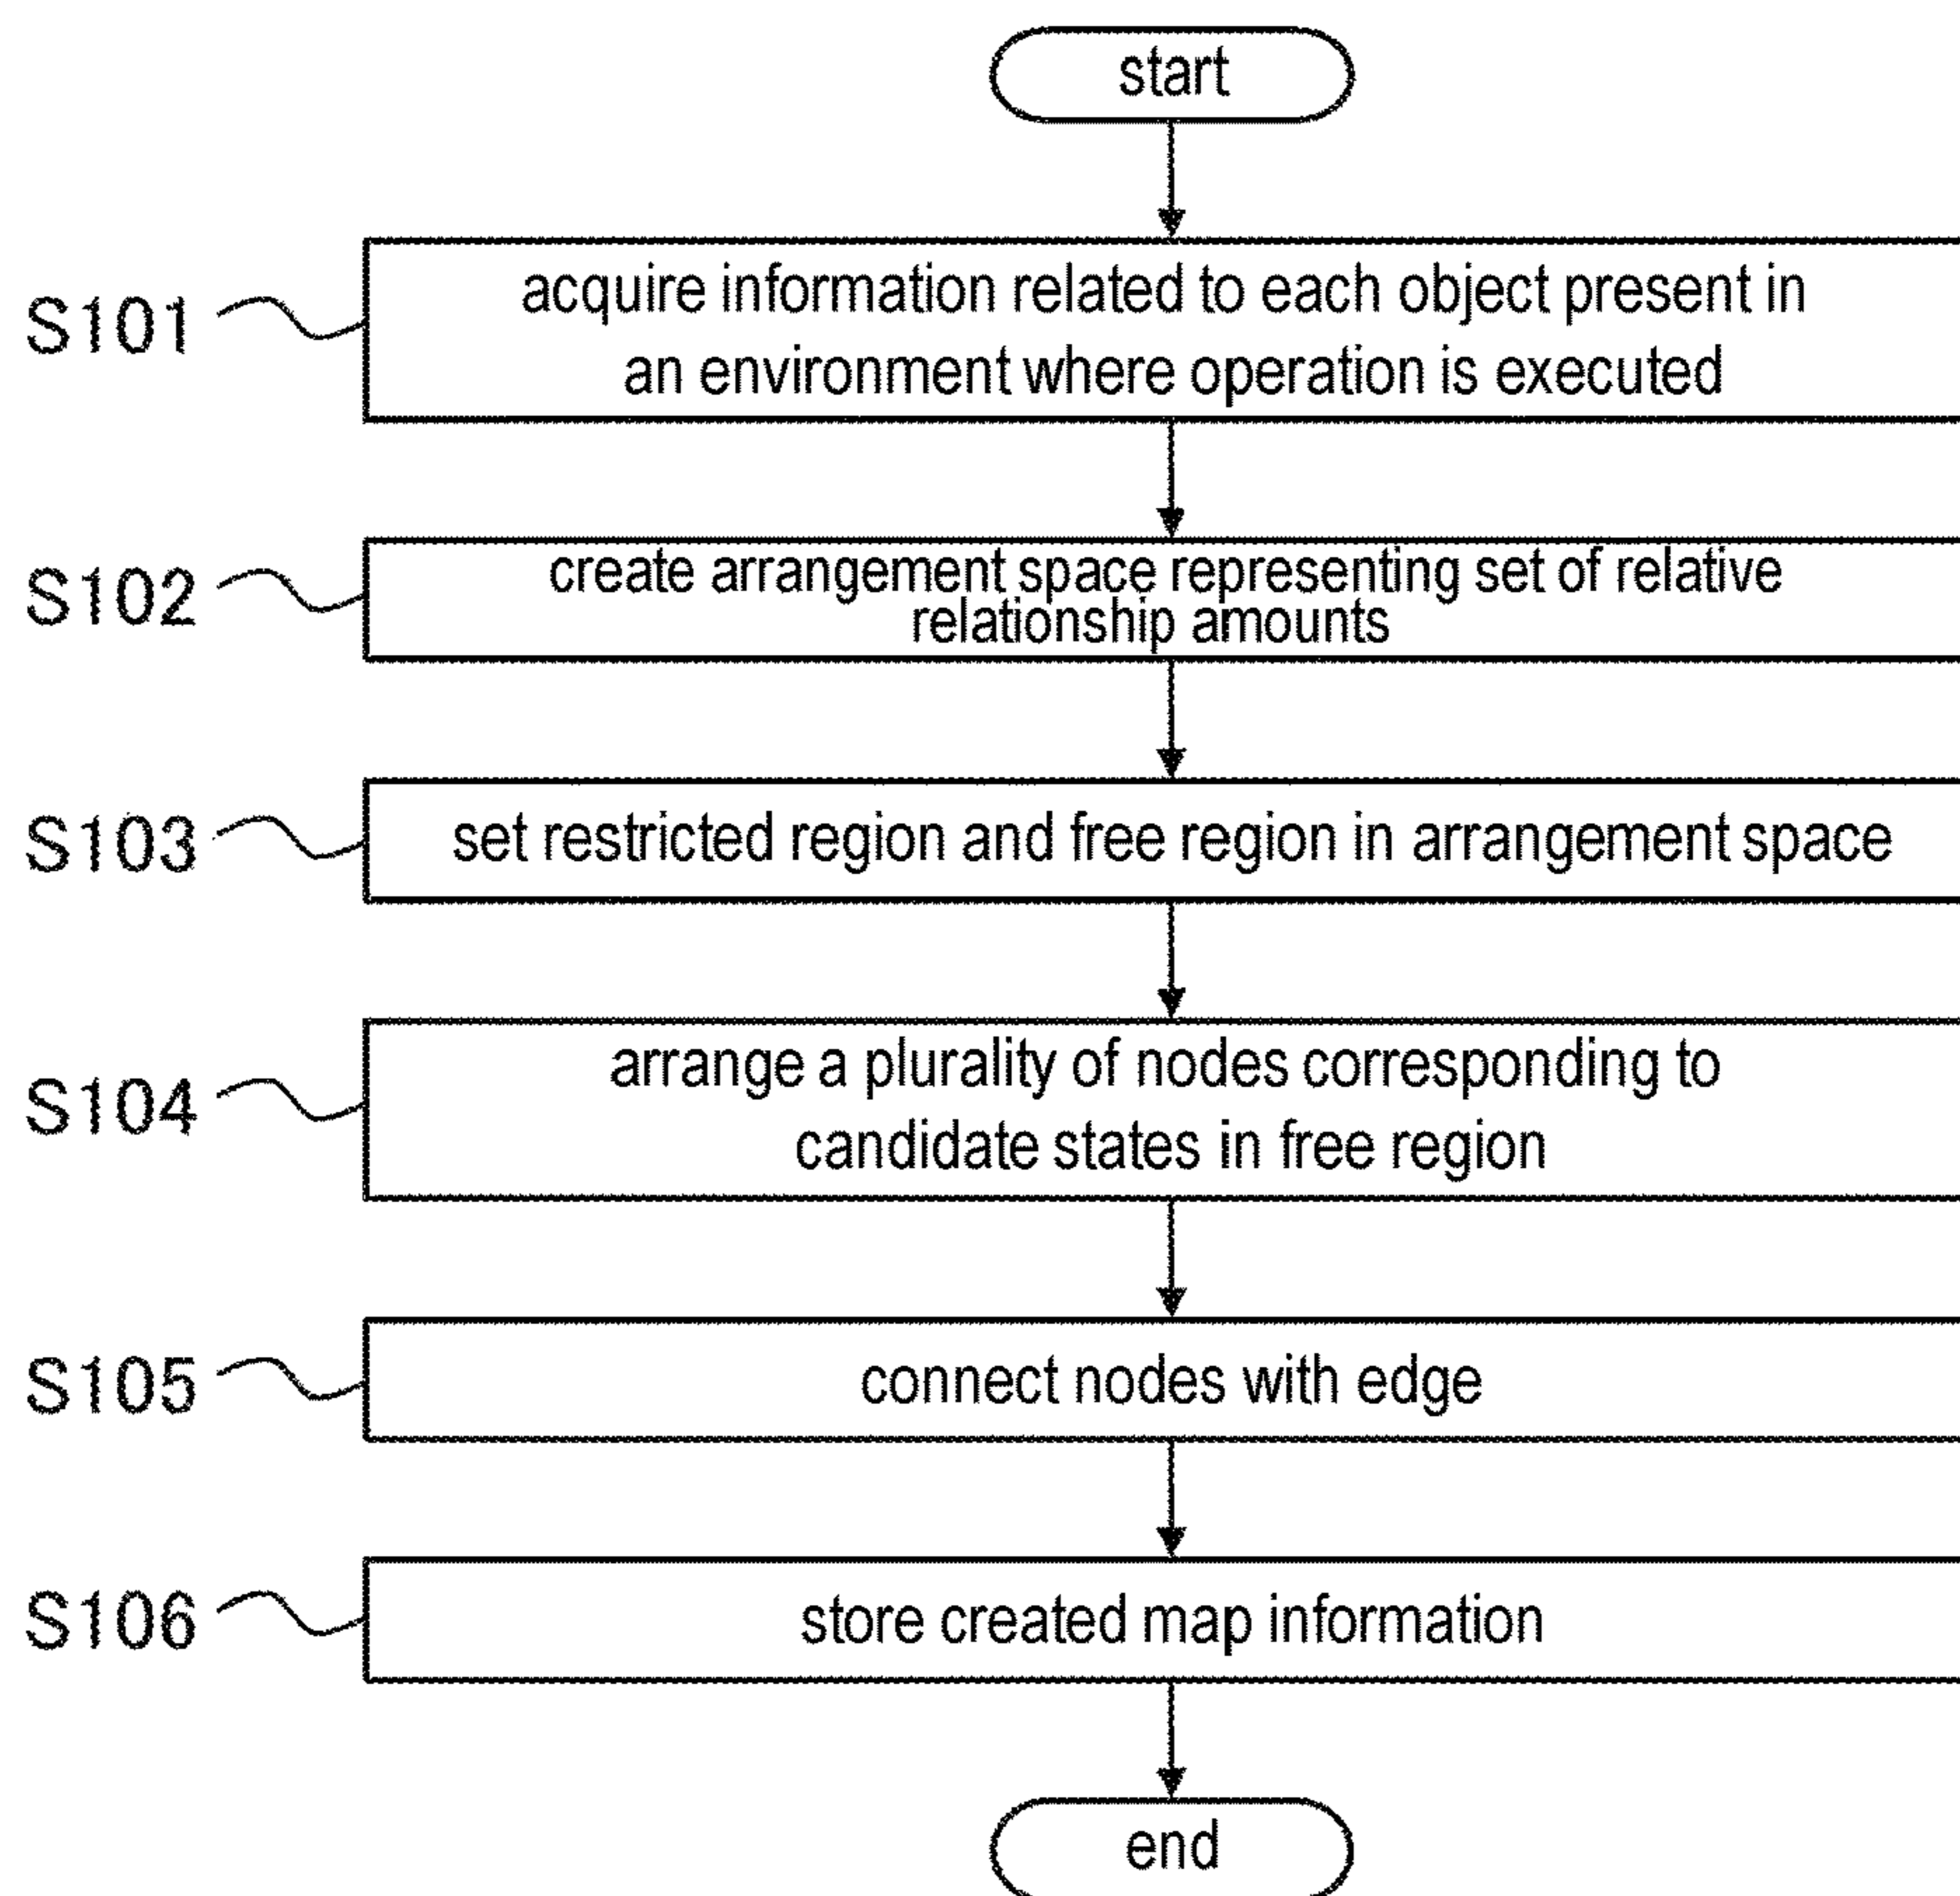 start
S101
acquire information related to each object present in
an environment where operation is executed
S102
create arrangement space representing set of relative
relationship amounts
S103
set restricted region and free region in arrangement space
S104
arrange a plurality of nodes corresponding to
candidate states in free region
S105
connect nodes with edge
S106
store created map information
end